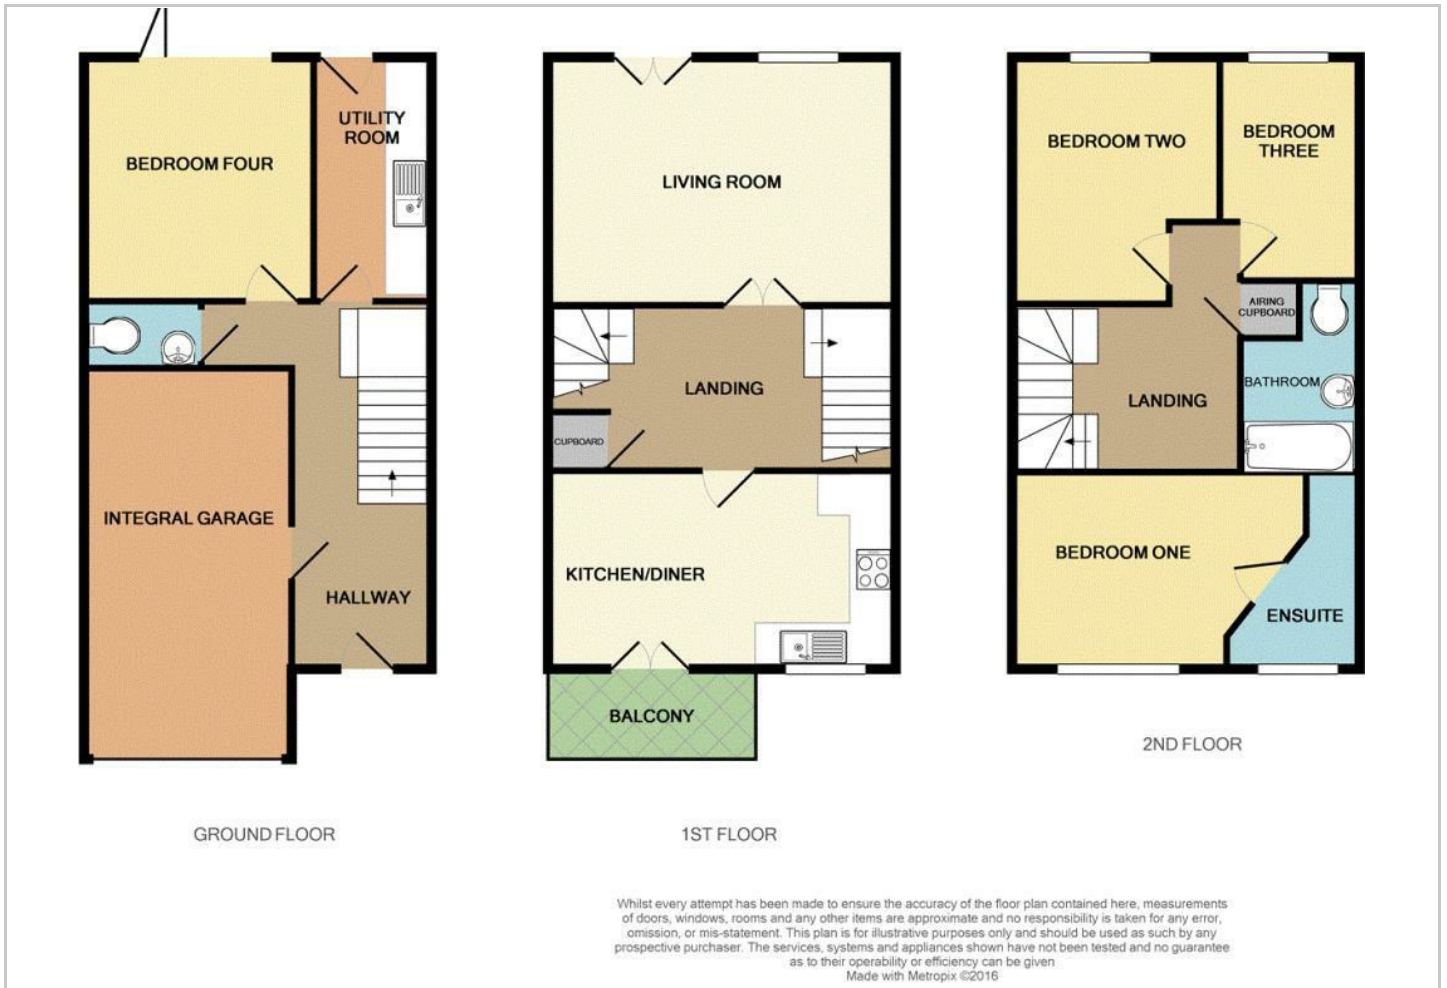 BEDROOM FOUR
UTILITY
ROOM
INTEGRAL GARAGE
HALLWAY
GROUND FLOOR
LIVING ROOM
LANDING
CUPBOARD
KITCHEN/DINER
BALCONY
1ST FLOOR
BEDROOM TWO
BEDROOM
THREE
AIRING
CUPBOARD
BATHROOM
LANDING
BEDROOM ONE
ENSUITE
2ND FLOOR
Whilst every attempt has been made to ensure the accuracy of the floor plan contained here, measurements
of doors, windows, rooms and any other items are approximate and no responsibility is taken for any error,
omission, or mis-statement. This plan is for illustrative purposes only and should be used as such by any
prospective purchaser. The services, systems and appliances shown have not been tested and no guarantee
as to their operability or efficiency can be given
Made with Metropix ©2016